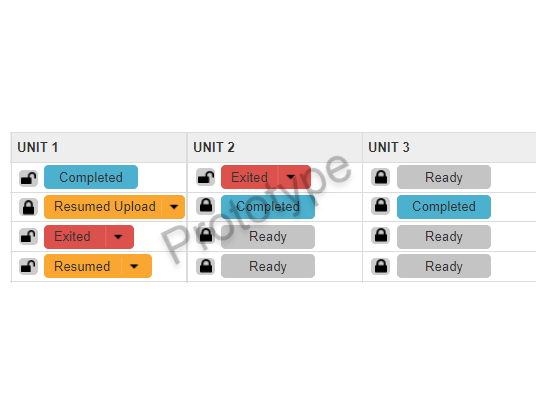 UNIT 1 UNIT 2 UNIT 3
Completed Exited Ready
Resumed Upload Completed Completed
Exited Ready Ready
Resumed Ready Ready
Prototype